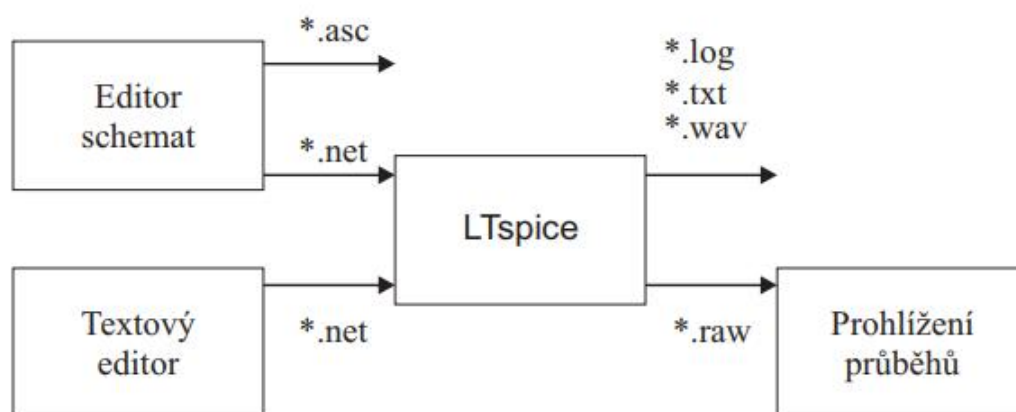 *.asc
Editor
schemat
*.net
*.log
*.txt
*.wav
LTspice
Textový
editor
*.net
*.raw
Prohlížení
průběhů